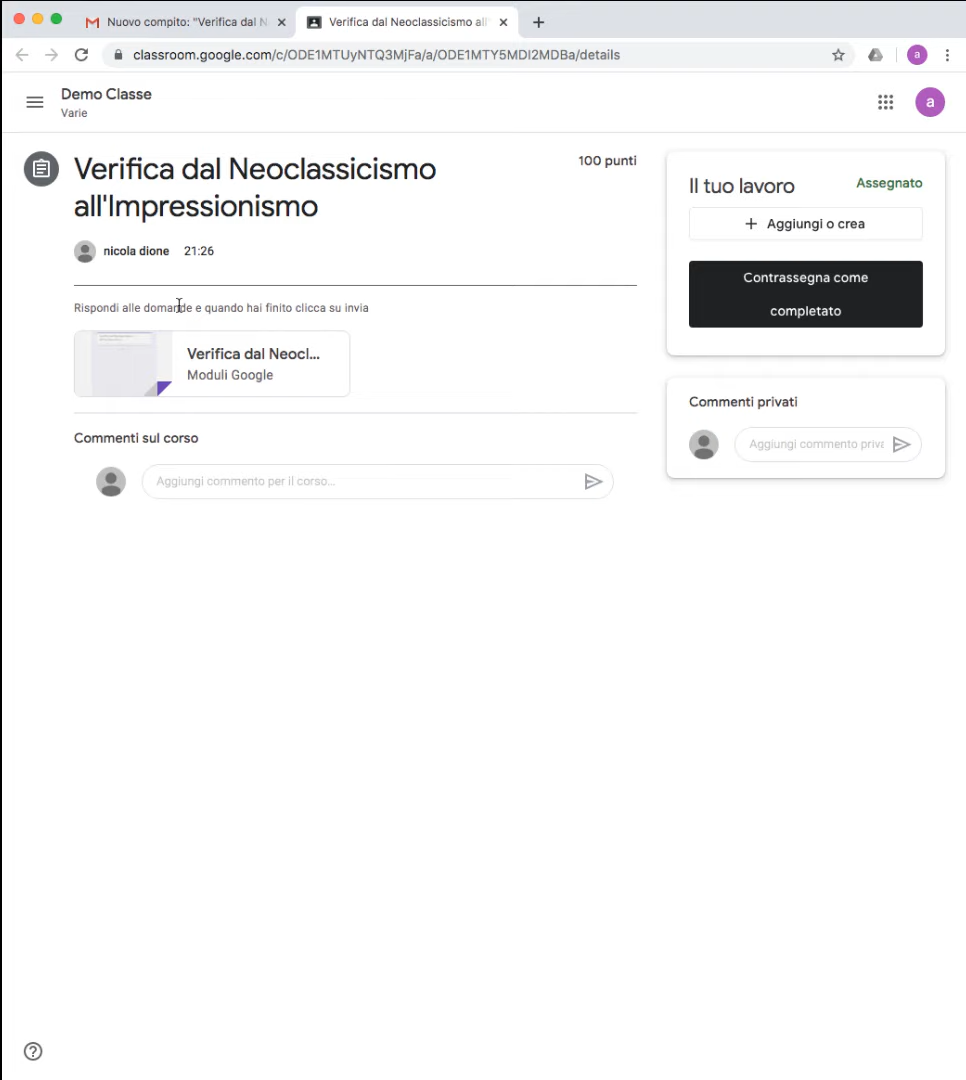 Nuovo compito: "Verifica dal N
Verifica dal Neoclassicismo all'
classroom.google.com/c/ODE1MTUyNTQ3MjFa/a/ODE1MTY5MDI2MDBa/details
a
Demo Classe
Varie
a
Verifica dal Neoclassicismo
all'Impressionismo
100 punti
nicola dione 21:26
Rispondi alle domande e quando hai finito clicca su invia
Verifica dal Neocl...
Moduli Google
Commenti sul corso
Aggiungi commento per il corso...
Il tuo lavoro
Assegnato
+ Aggiungi o crea
Contrassegna come
completato
Commenti privati
Aggiungi commento priva